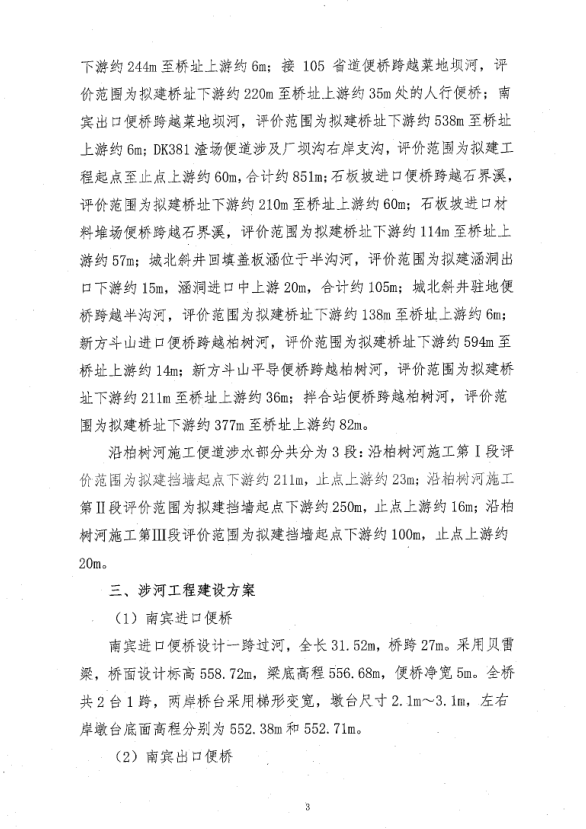 下游约 244m 至桥址上游约 6m；接 105 省道便桥跨越菜地坝河，评
价范围为拟建桥址下游约 220m 至桥址上游约 35m 处的人行便桥；南
宾出口便桥跨越菜地坝河，评价范围为拟建桥址下游约 538m 至桥址
上游约 6m；DK381 渣场便道涉及厂坝沟右岸支沟，评价范围为拟建工
程起点至止点上游约 60m，合计约 851m；石板坡进口便桥跨越石界溪，
评价范围为拟建桥址下游约 210m 至桥址上游约 60m；石板坡进口材
料堆场便桥跨越石界溪，评价范围为拟建桥址下游约 114m 至桥址上
游约 57m；城北斜井回填盖板涵位于半沟河，评价范围为拟建涵洞出
口下游约 15m，涵洞进口中上游 20m，合计约 105m；城北斜井驻地便
桥跨越半沟河，评价范围为拟建桥址下游约 138m 至桥址上游约 6m；
新方斗山进口便桥跨越柏树河，评价范围为拟建桥址下游约 594m 至
桥址上游约 14m；新方斗山平导便桥跨越柏树河，评价范围为拟建桥
址下游约 211m 至桥址上游约 36m；拌合站便桥跨越柏树河，评价范
围为拟建桥址下游约 377m 至桥址上游约 82m。
沿柏树河施工便道涉水部分共分为 3 段：沿柏树河施工第Ⅰ段评
价范围为拟建挡墙起点下游约 211m，止点上游约 23m；沿柏树河施工
第Ⅱ段评价范围为拟建挡墙起点下游约 250m，止点上游约 16m；沿柏
树河施工第Ⅲ段评价范围为拟建挡墙起点下游约 100m，止点上游约
20m。
三、涉河工程建设方案
（1）南宾进口便桥
南宾进口便桥设计一跨过河，全长 31.52m，桥跨 27m。采用贝雷
梁，桥面设计标高 558.72m，梁底高程 556.68m，便桥净宽 5m。全桥
共 2 台 1 跨，两岸桥台采用梯形变宽，墩台尺寸 2.1m～3.1m，左右
岸墩台底面高程分别为 552.38m 和 552.71m。
（2）南宾出口便桥
3